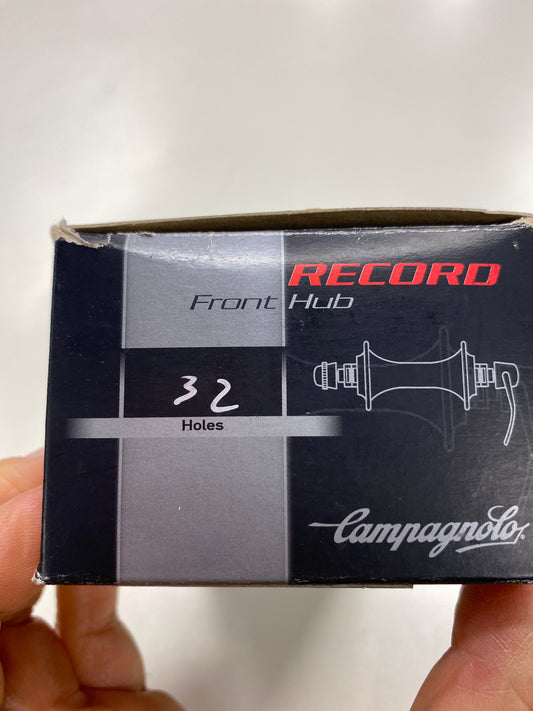 RECORD
Front Hub
32
Holes
Campagnolo